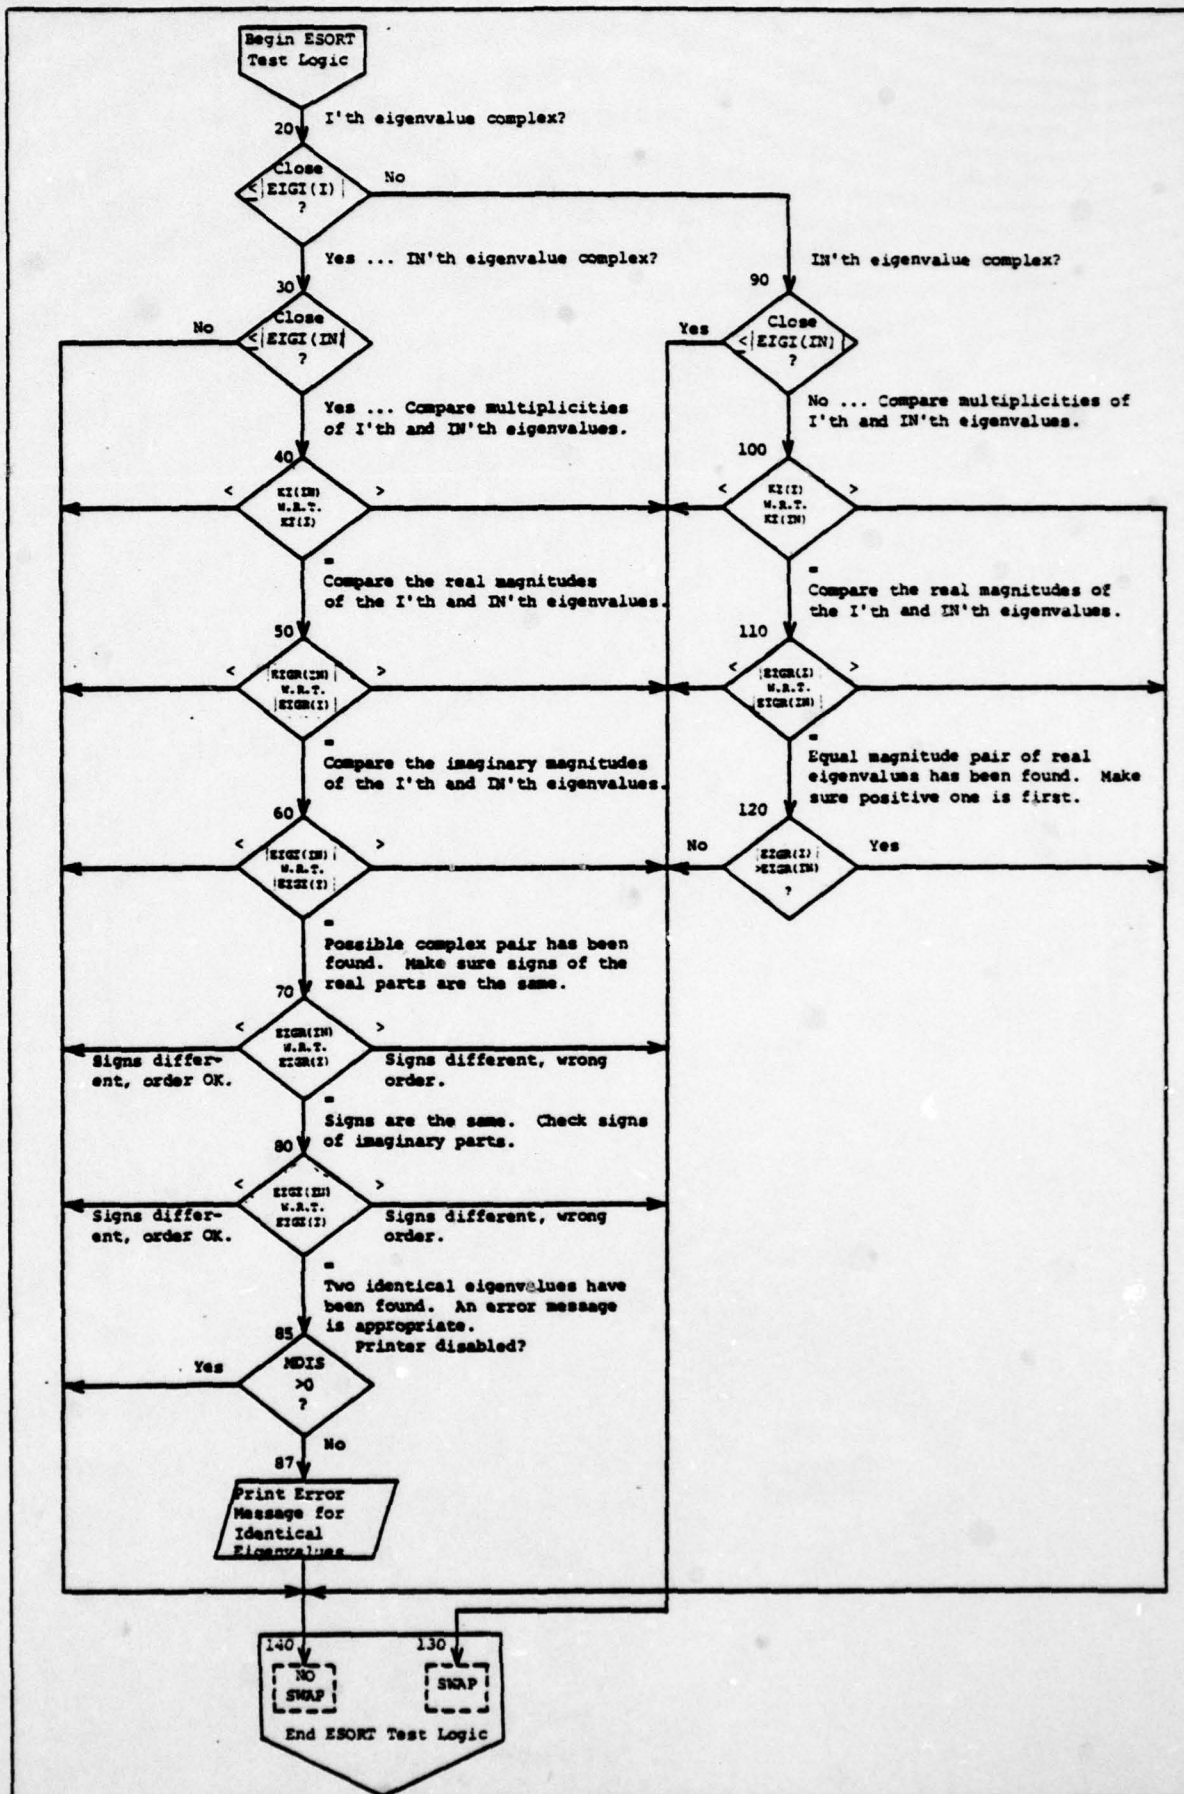 Begin ESORT
Test Logic
I'th eigenvalue complex?
20
Close
≤|EIGI(I)|
?
No
Yes ... IN'th eigenvalue complex?
IN'th eigenvalue complex?
30
Close
≤|EIGI(IN)|
?
No
90
Close
≤|EIGI(IN)|
?
Yes
Yes ... Compare multiplicities
of I'th and IN'th eigenvalues.
No ... Compare multiplicities of
I'th and IN'th eigenvalues.
40
<
KI(IN)
W.R.T.
KI(I)
>
100
<
KI(I)
W.R.T.
KI(IN)
>
=
Compare the real magnitudes
of the I'th and IN'th eigenvalues.
=
Compare the real magnitudes of
the I'th and IN'th eigenvalues.
50
<
|EIGR(IN)|
W.R.T.
|EIGR(I)|
>
110
<
|EIGR(I)|
W.R.T.
|EIGR(IN)|
>
=
Compare the imaginary magnitudes
of the I'th and IN'th eigenvalues.
=
Equal magnitude pair of real
eigenvalues has been found. Make
sure positive one is first.
60
<
|EIGI(IN)|
W.R.T.
|EIGI(I)|
>
120
No
|EIGR(I)|
>EIGR(IN)
?
Yes
=
Possible complex pair has been
found. Make sure signs of the
real parts are the same.
70
<
EIGR(IN)
W.R.T.
EIGR(I)
>
Signs differ-
ent, order OK.
Signs different, wrong
order.
=
Signs are the same. Check signs
of imaginary parts.
80
<
EIGI(IN)
W.R.T.
EIGI(I)
>
Signs differ-
ent, order OK.
Signs different, wrong
order.
=
Two identical eigenvalues have
been found. An error message
is appropriate.
Printer disabled?
85
Yes
MDIS
>0
?
No
87
Print Error
Message for
Identical
Eigenvalues
140
NO
SWAP
130
SWAP
End ESORT Test Logic